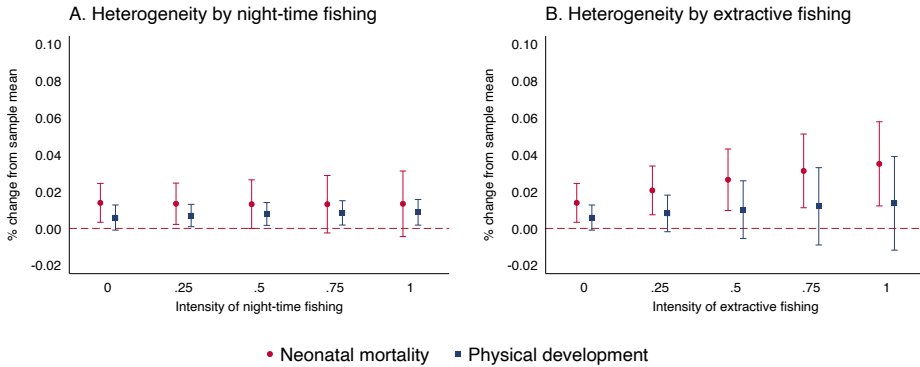 A. Heterogeneity by night-time fishing
% change from sample mean
0.10
0.08
0.06
0.04
0.02
0.00
-0.02
0 .25 .5 .75 1
Intensity of night-time fishing
B. Heterogeneity by extractive fishing
% change from sample mean
0.10
0.08
0.06
0.04
0.02
0.00
-0.02
0 .25 .5 .75 1
Intensity of extractive fishing
Neonatal mortality Physical development